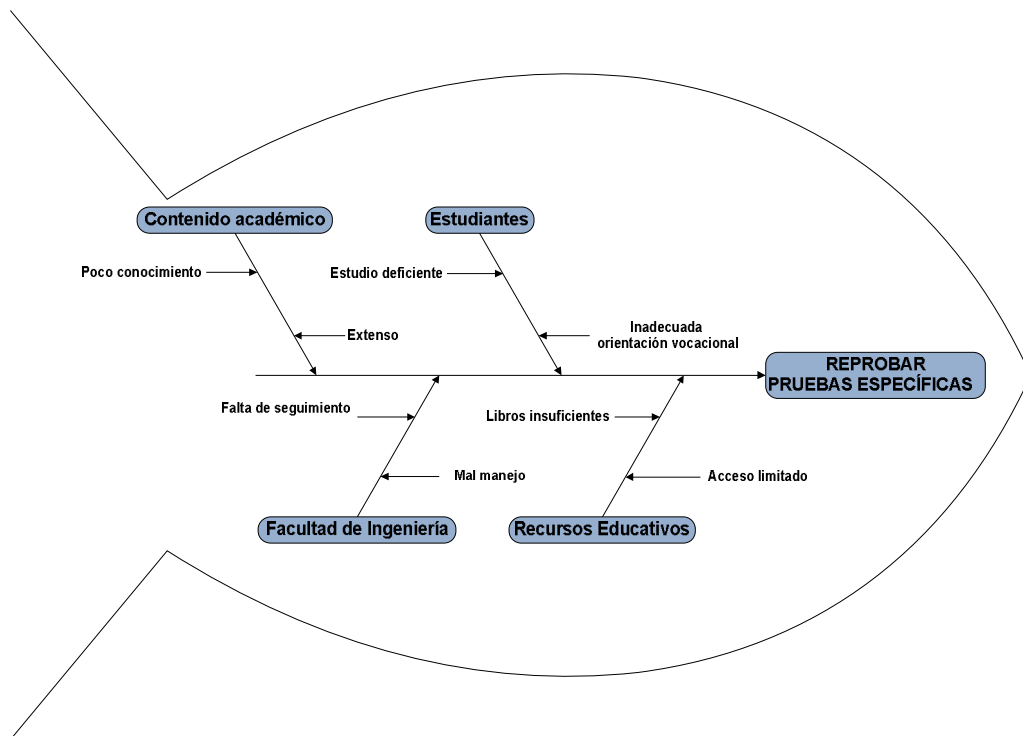 Contenido académico
Estudiantes
Poco conocimiento
Estudio deficiente
Extenso
Inadecuada
orientación vocacional
REPROBAR
PRUEBAS ESPECÍFICAS
Falta de seguimiento
Libros insuficientes
Mal manejo
Acceso limitado
Facultad de Ingeniería
Recursos Educativos